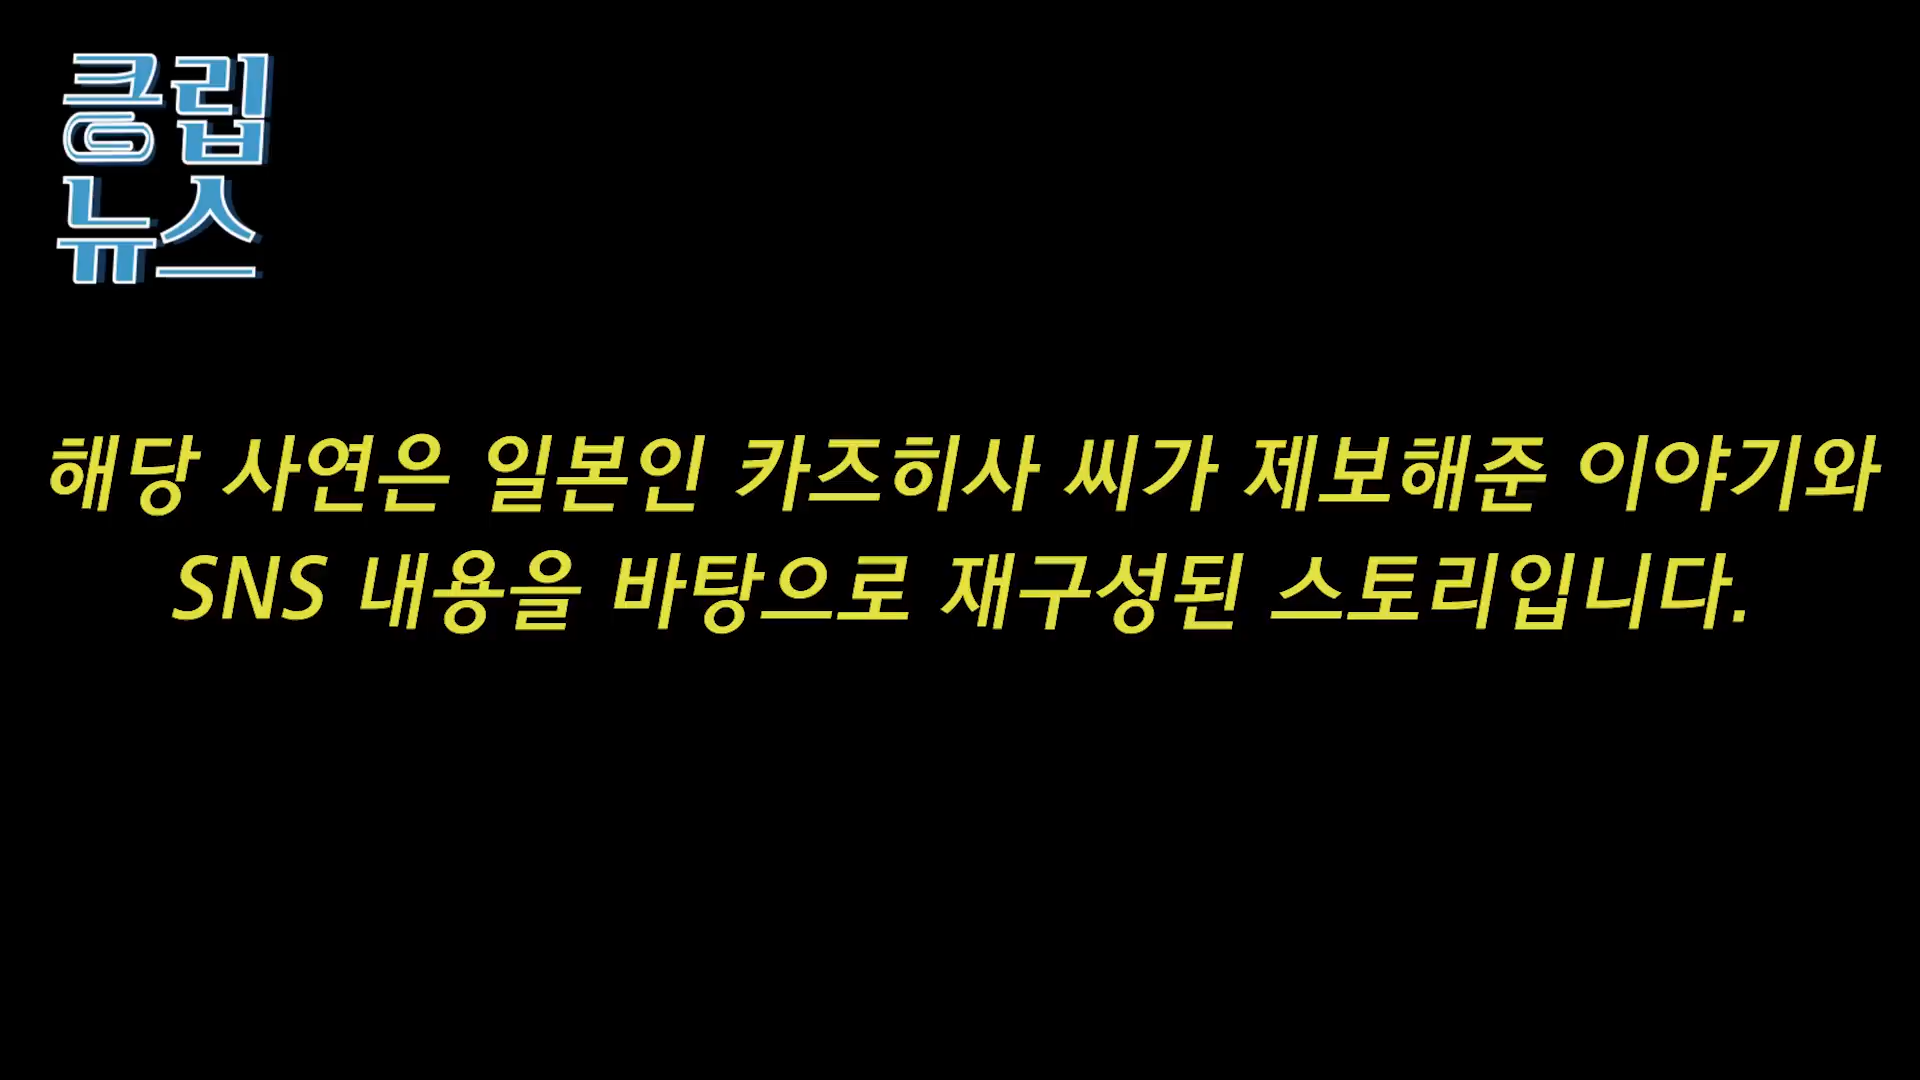 클립
뉴스
해당 사연은 일본인 카즈히사 씨가 제보해준 이야기와
SNS 내용을 바탕으로 재구성된 스토리입니다.